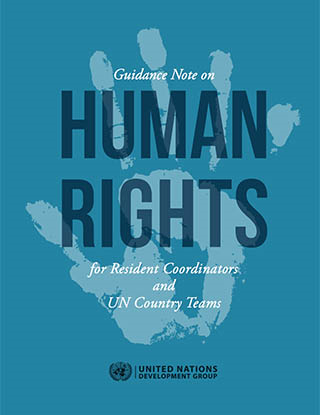 Guidance Note on
HUMAN
RIGHTS
for Resident Coordinators
and
UN Country Teams
UNITED NATIONS
DEVELOPMENT GROUP